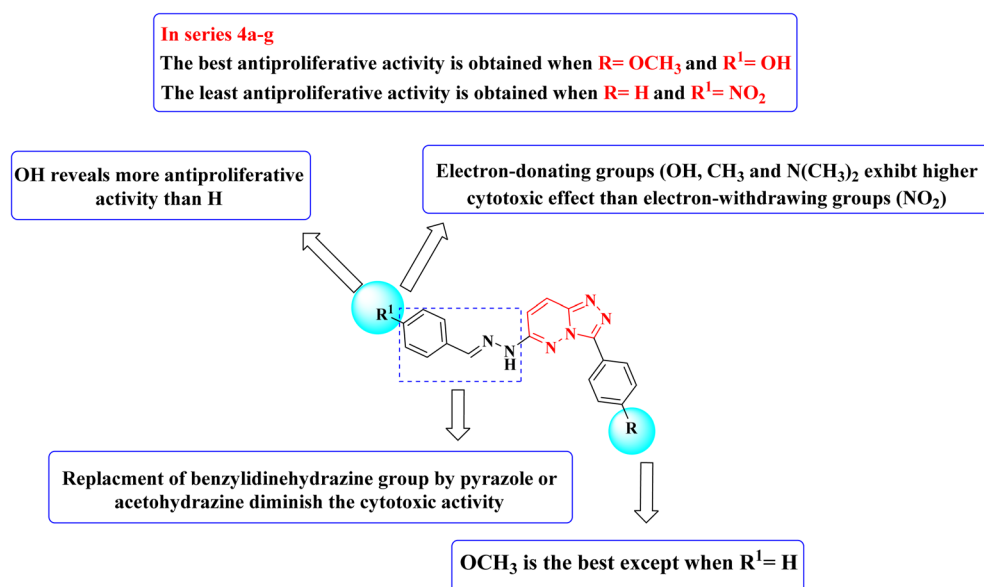 In series 4a-g
The best antiproliferative activity is obtained when R= OCH₃ and R¹= OH
The least antiproliferative activity is obtained when R= H and R¹= NO₂
OH reveals more antiproliferative
activity than H
Electron-donating groups (OH, CH₃ and N(CH₃)₂ exhibt higher
cytotoxic effect than electron-withdrawing groups (NO₂)
R¹
N
N
H
N
N
N
N
R
Replacment of benzylidinehydrazine group by pyrazole or
acetohydrazine diminish the cytotoxic activity
OCH₃ is the best except when R¹= H